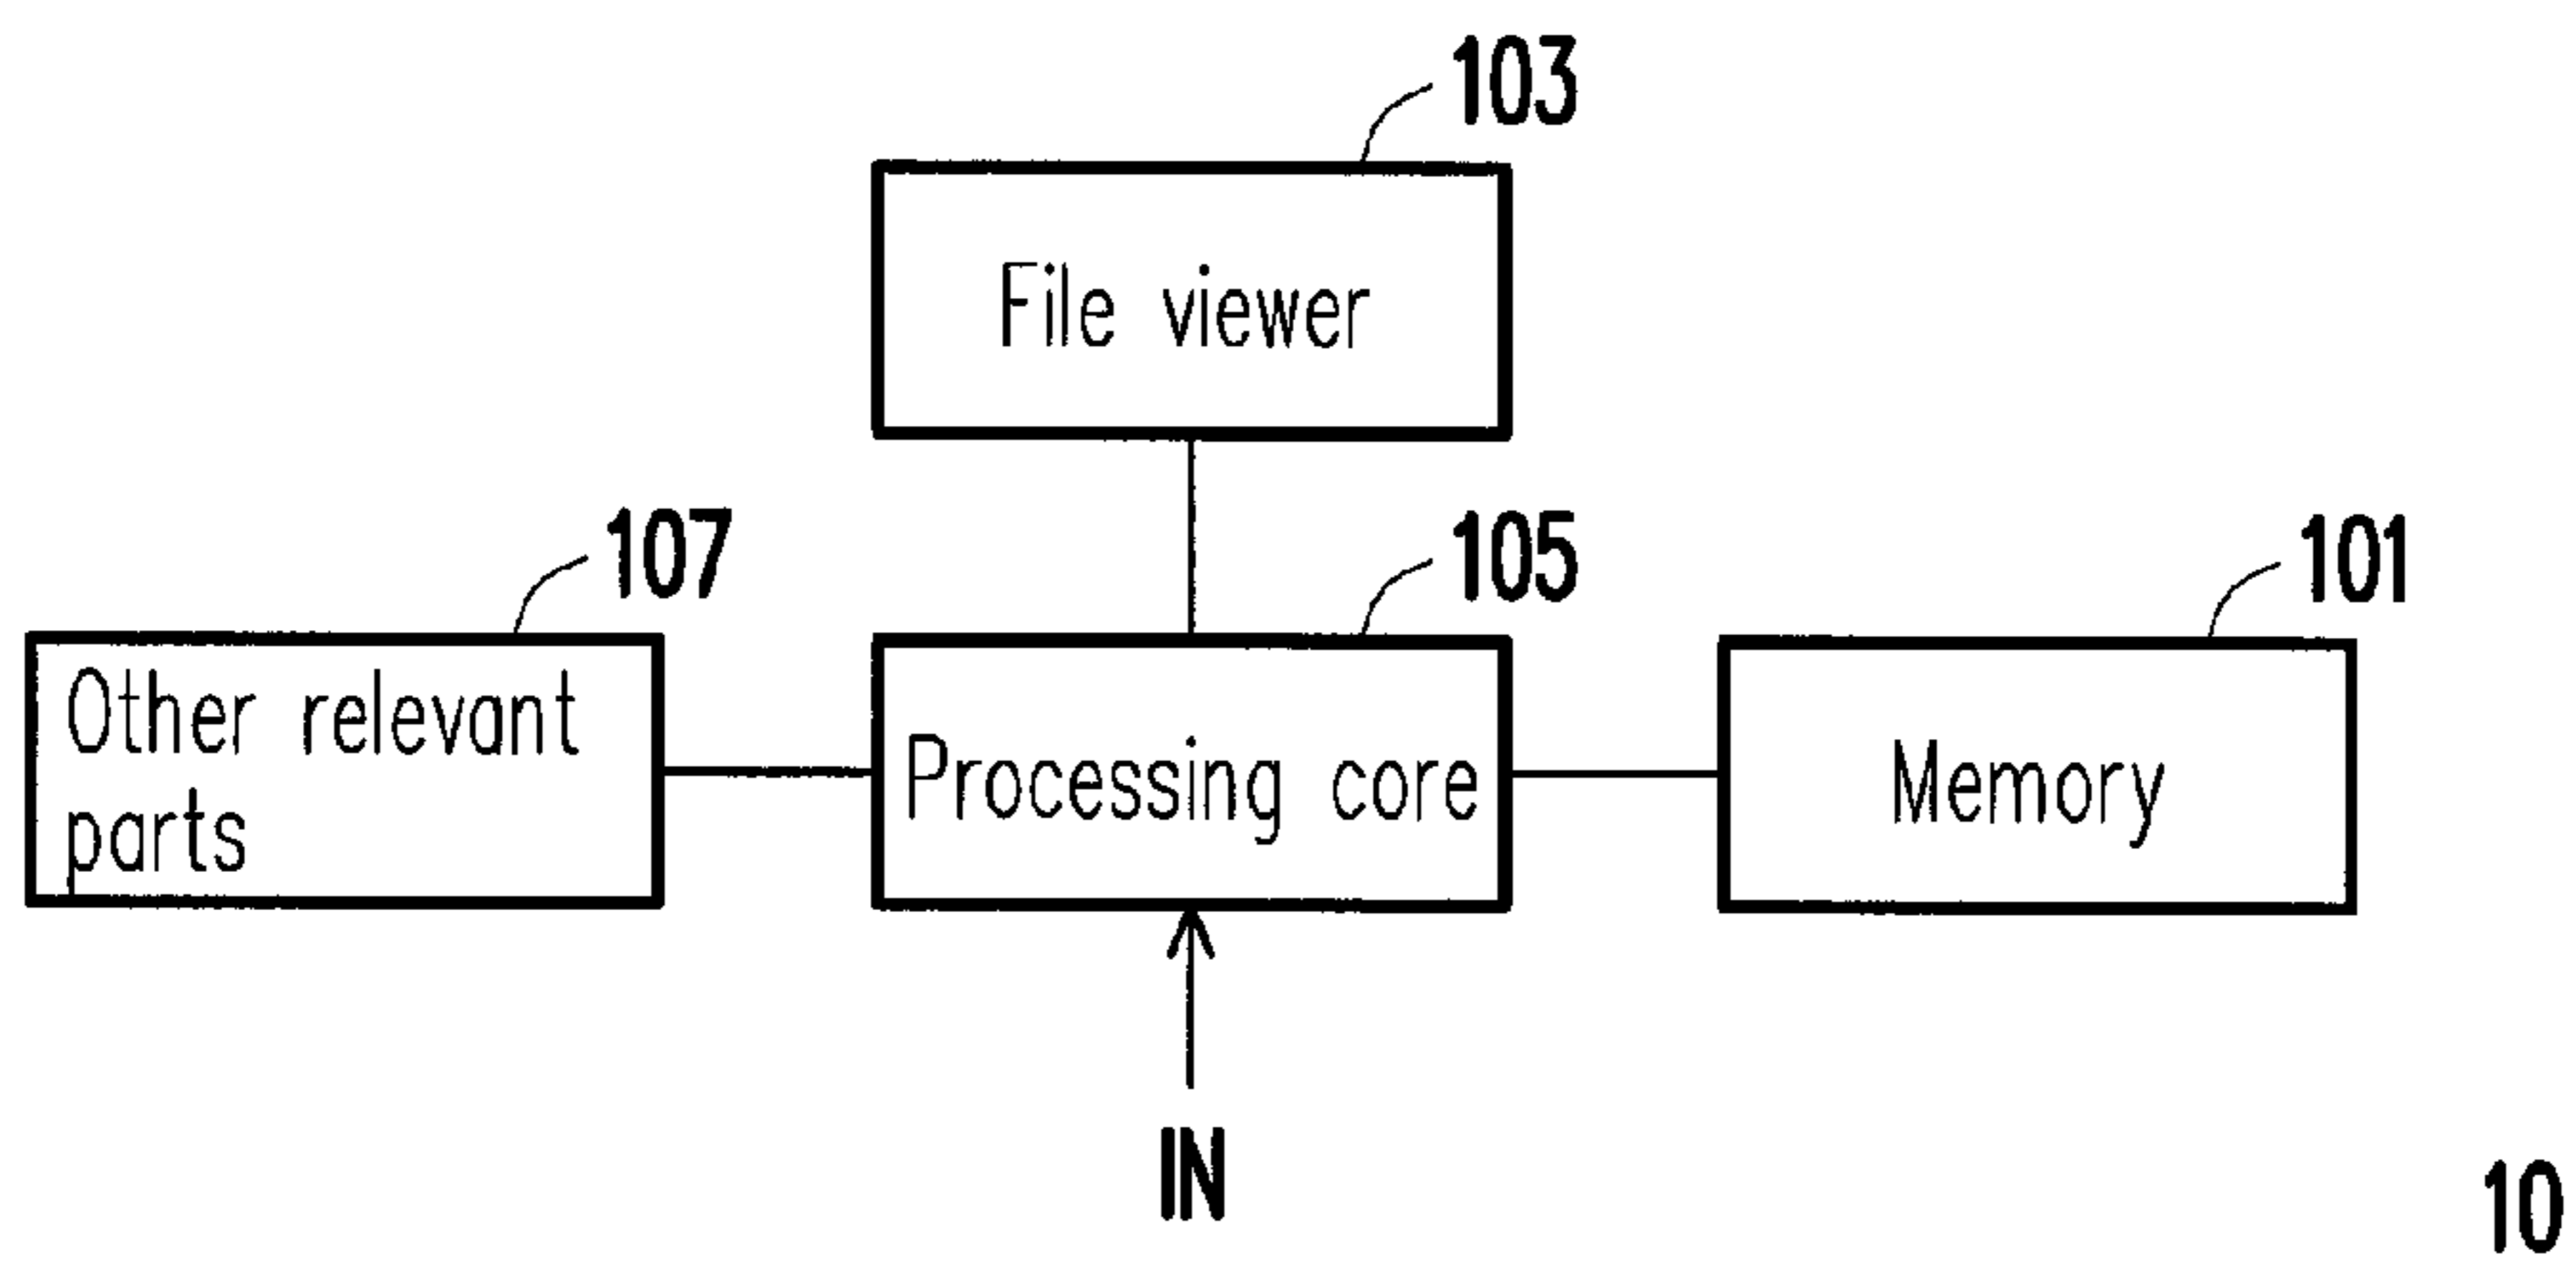 103
File viewer
107
105
101
Other relevant
parts
Processing core
Memory
IN
10